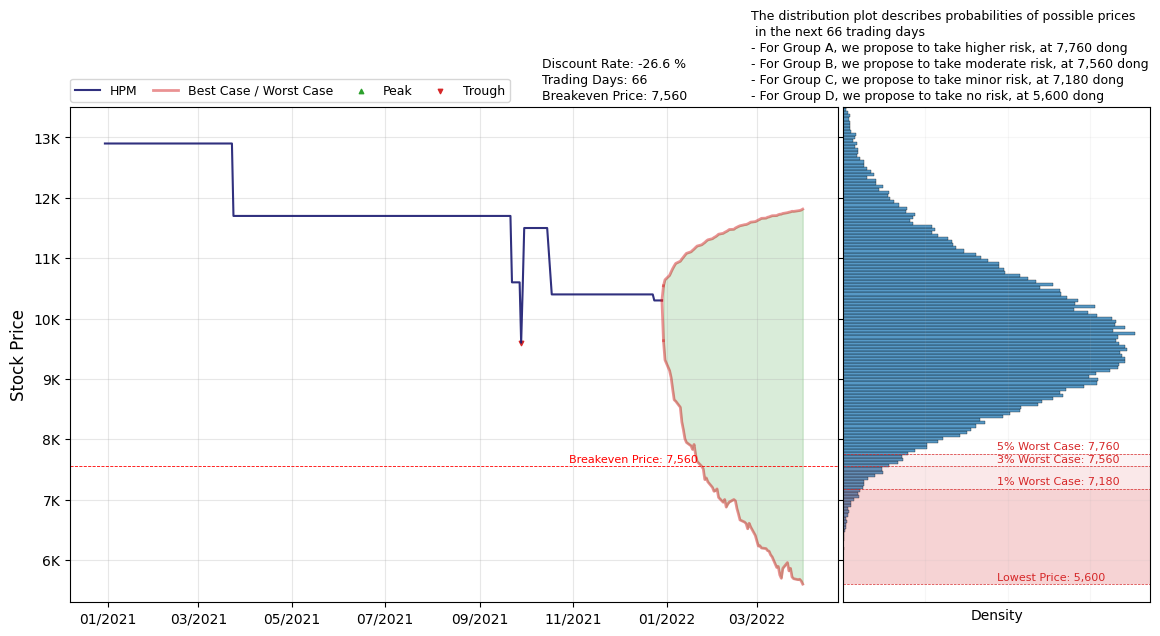 The distribution plot describes probabilities of possible prices
in the next 66 trading days
- For Group A, we propose to take higher risk, at 7,760 dong
- For Group B, we propose to take moderate risk, at 7,560 dong
- For Group C, we propose to take minor risk, at 7,180 dong
- For Group D, we propose to take no risk, at 5,600 dong
Discount Rate: -26.6 %
Trading Days: 66
Breakeven Price: 7,560
HPM
Best Case / Worst Case
Peak
Trough
Stock Price
13K
12K
11K
10K
9K
8K
7K
6K
Breakeven Price: 7,560
01/2021
03/2021
05/2021
07/2021
09/2021
11/2021
01/2022
03/2022
5% Worst Case: 7,760
3% Worst Case: 7,560
1% Worst Case: 7,180
Lowest Price: 5,600
Density